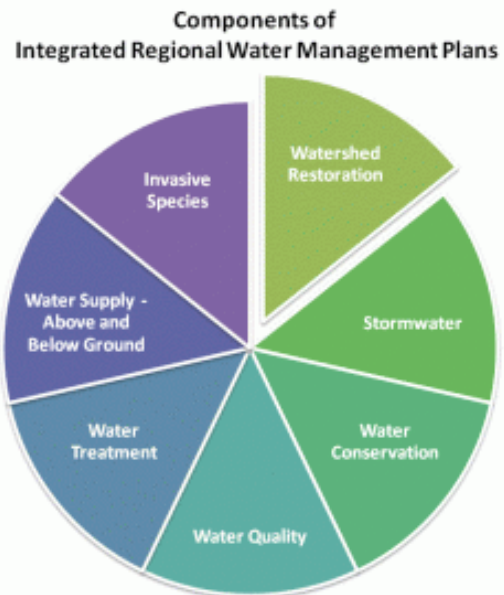 Components of
Integrated Regional Water Management Plans
Watershed
Restoration
Stormwater
Water
Conservation
Water Quality
Water
Treatment
Water Supply -
Above and
Below Ground
Invasive
Species